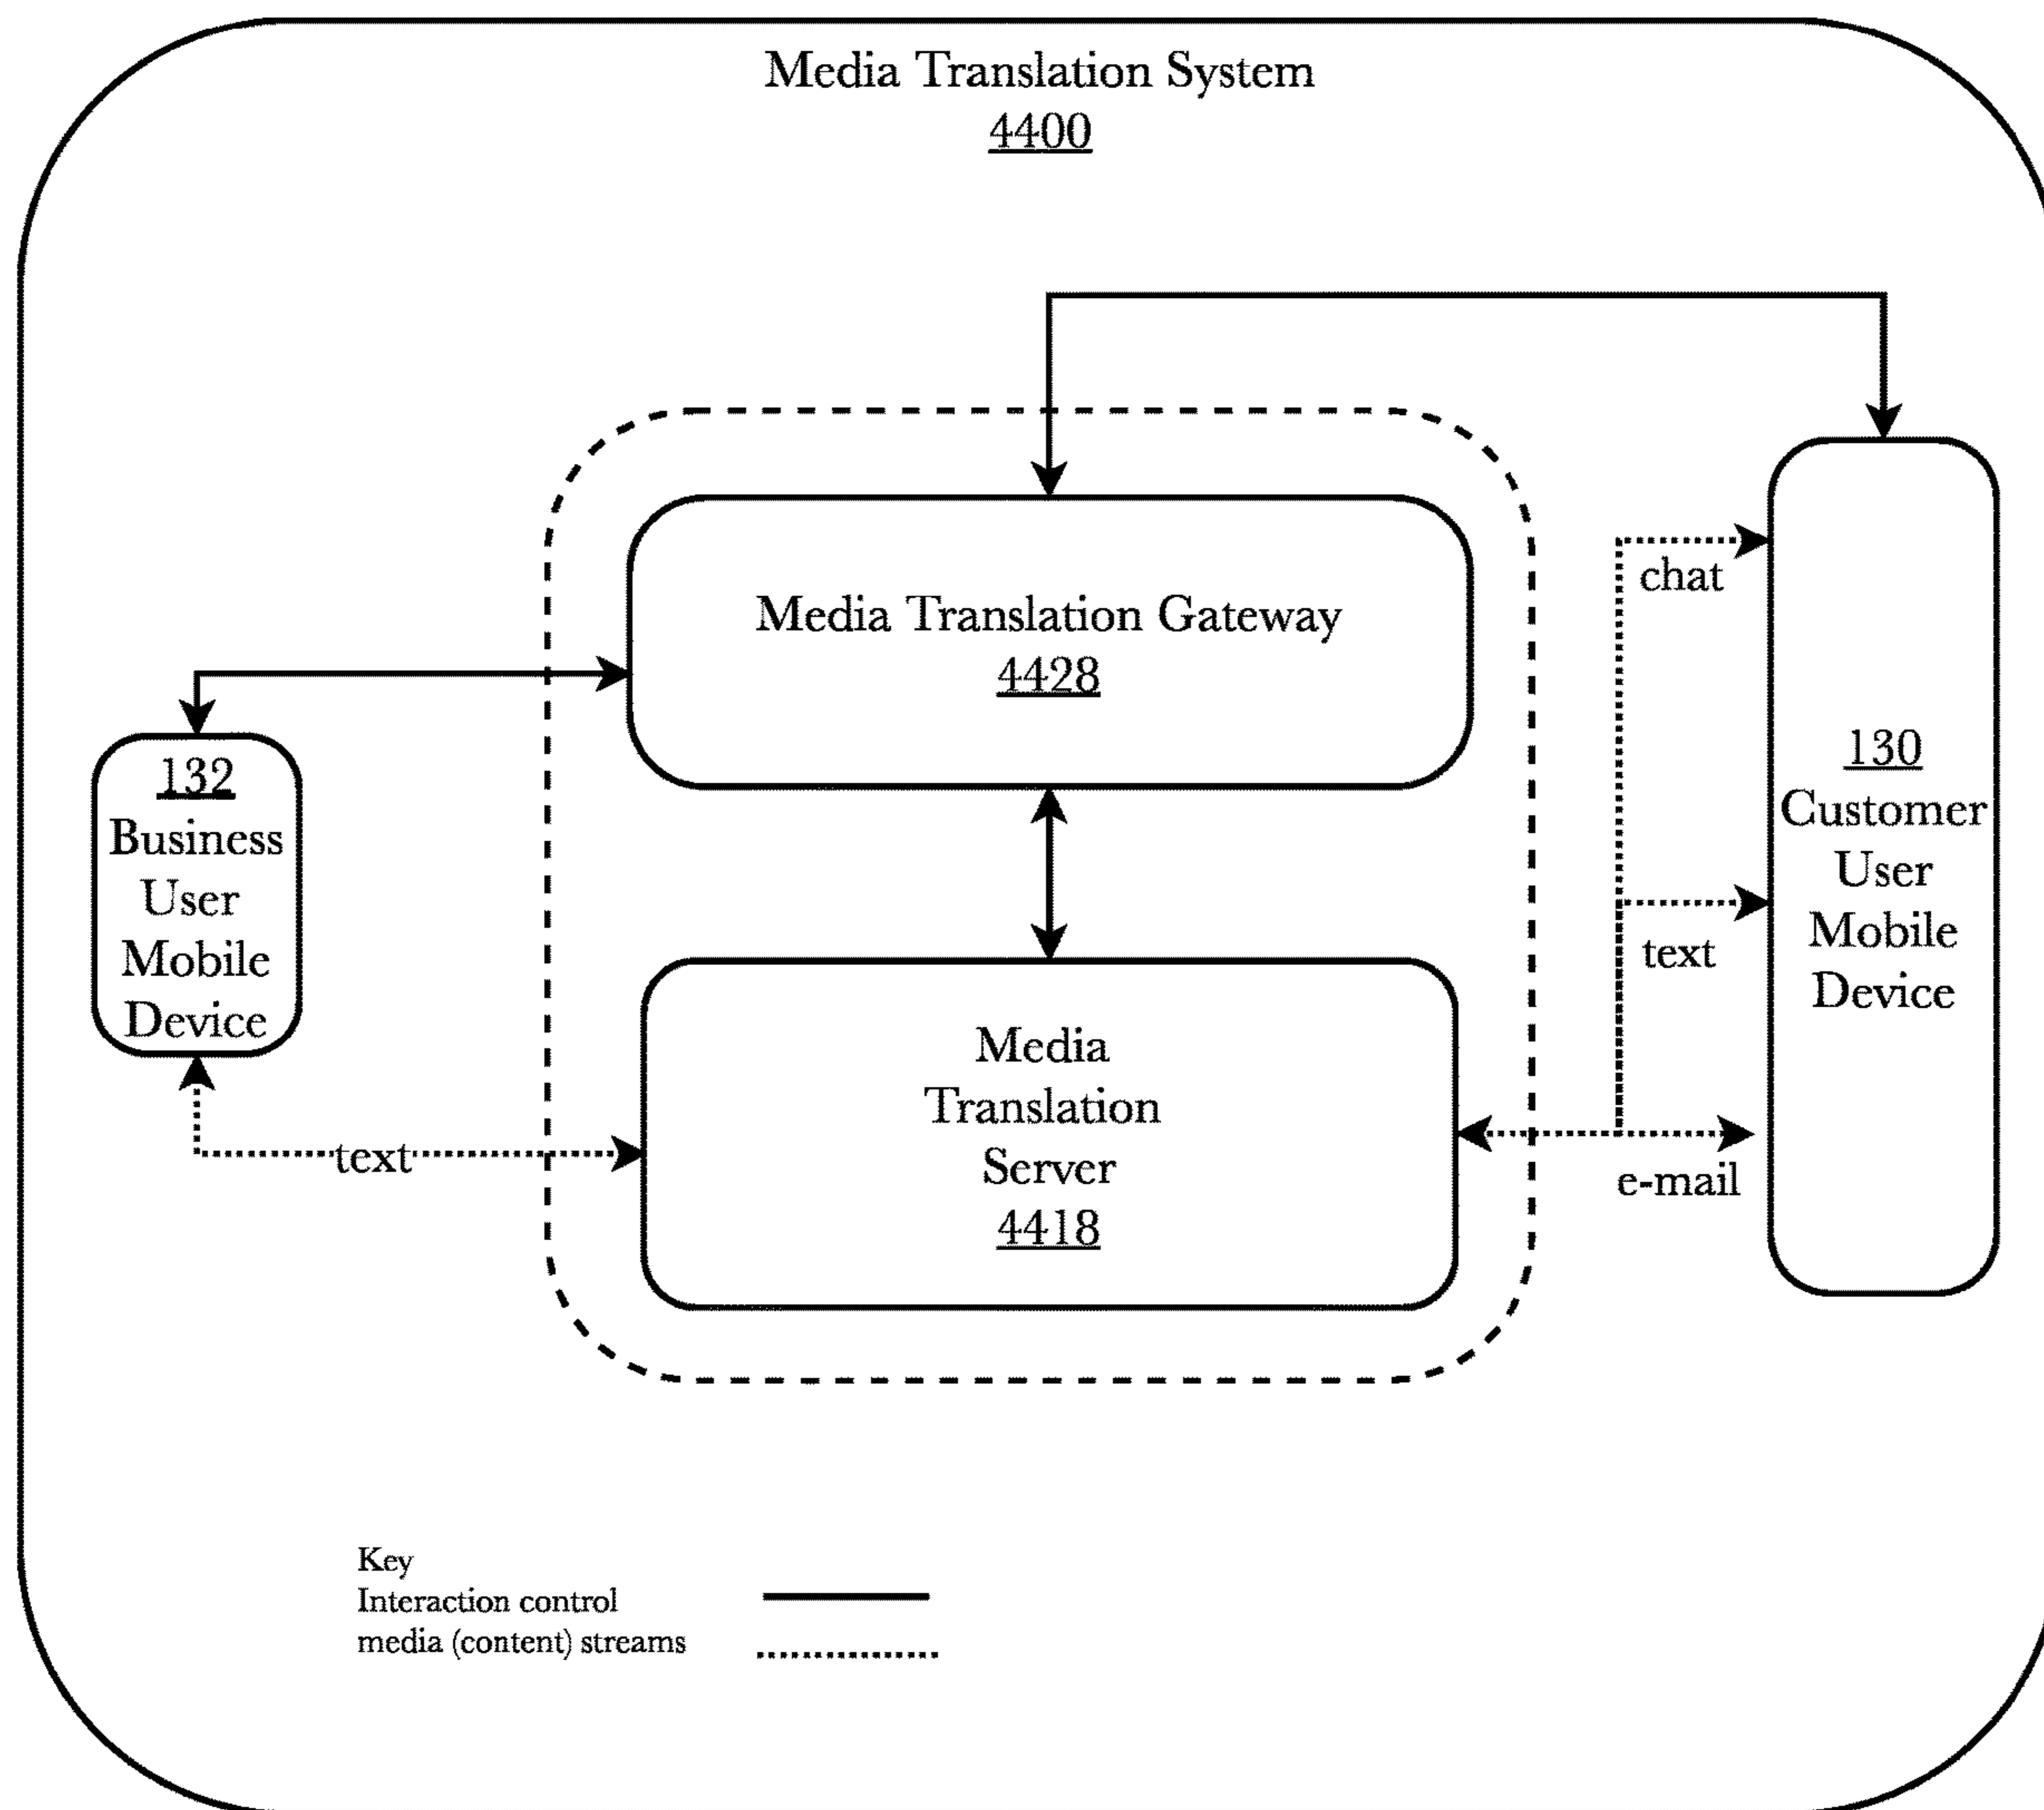 Media Translation System
4400
Media Translation Gateway
4428
132
Business
User
Mobile
Device
Media
Translation
Server
4418
text
chat
text
e-mail
130
Customer
User
Mobile
Device
Key
Interaction control
media (content) streams